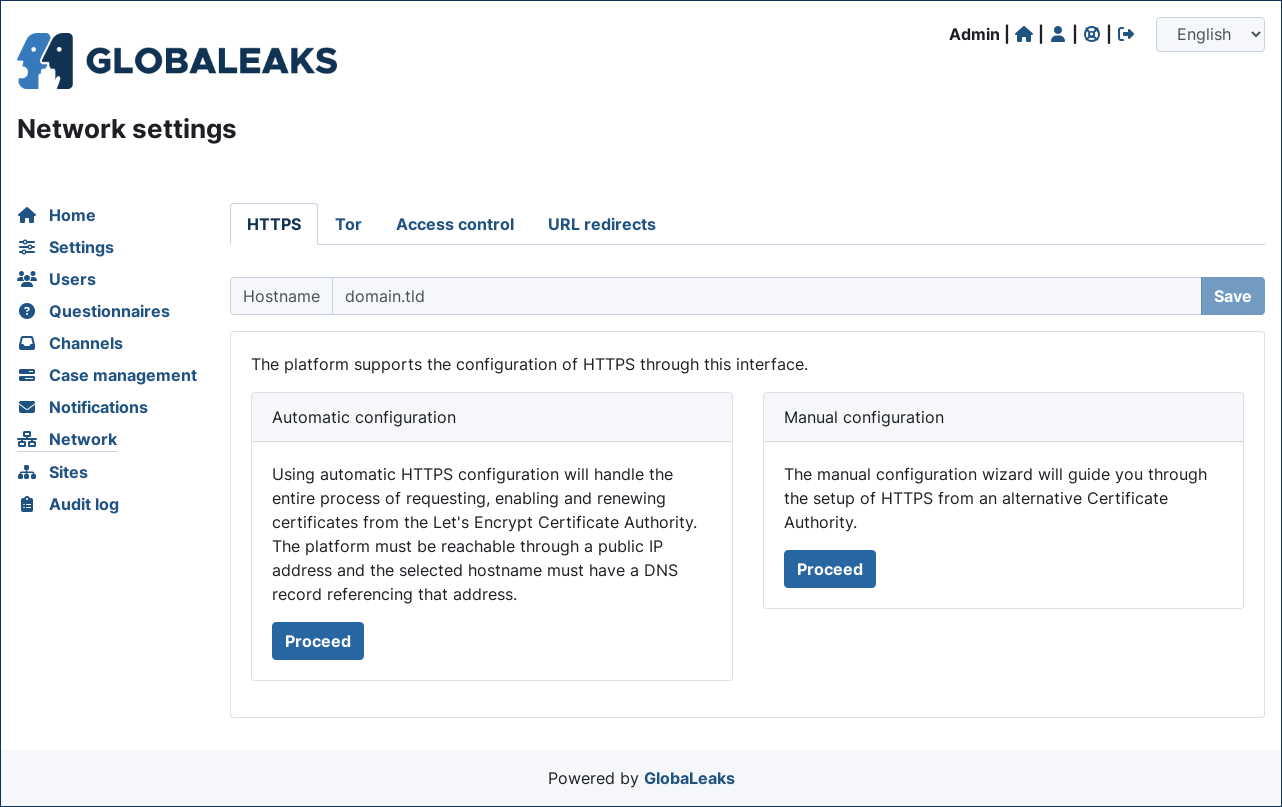 Admin | | | |
English
GLOBALEAKS
Network settings
Home
Settings
Users
Questionnaires
Channels
Case management
Notifications
Network
Sites
Audit log
HTTPS Tor Access control URL redirects
Hostname domain.tld Save
The platform supports the configuration of HTTPS through this interface.
Automatic configuration
Using automatic HTTPS configuration will handle the
entire process of requesting, enabling and renewing
certificates from the Let's Encrypt Certificate Authority.
The platform must be reachable through a public IP
address and the selected hostname must have a DNS
record referencing that address.
Proceed
Manual configuration
The manual configuration wizard will guide you through
the setup of HTTPS from an alternative Certificate
Authority.
Proceed
Powered by GlobaLeaks